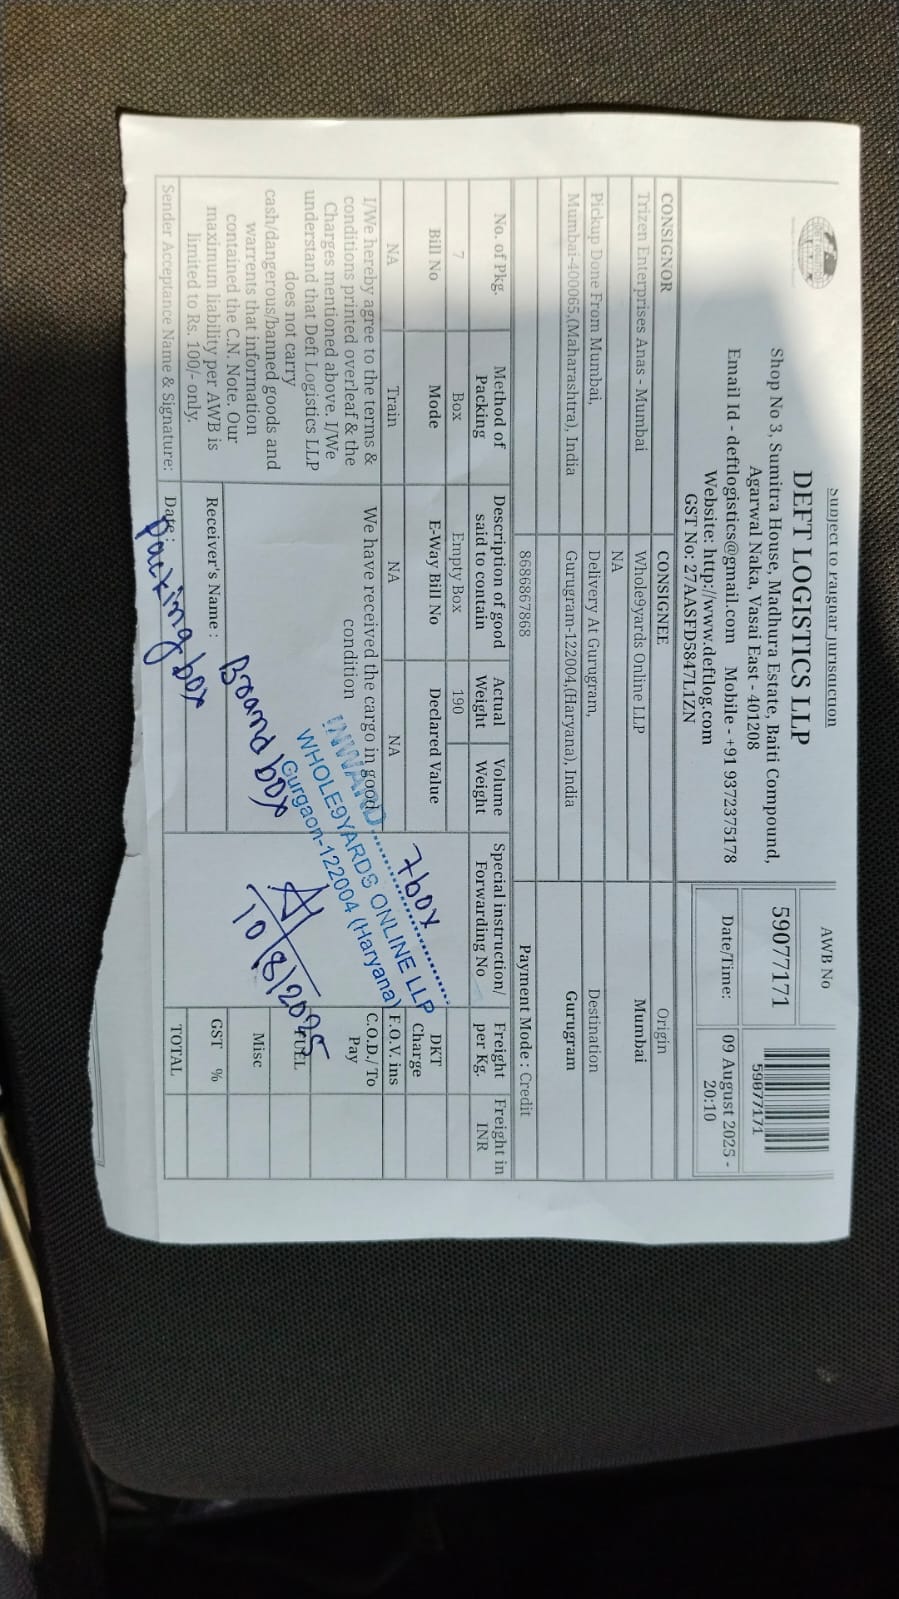 Subject to Palghar Jurisdiction
DEFT LOGISTICS LLP
Shop No 3, Sumitra House, Madhura Estate, Baiti Compound,
Agarwal Naka, Vasai East - 401208
Email Id - deftlogistics@gmail.com Mobile - +91 9372375178
Website: http://www.deftlog.com
GST No: 27AASFD5847L1ZN
AWB No
59077171
59077171
Date/Time:
09 August 2025 -
20:10
CONSIGNOR
CONSIGNEE
Origin
Trizen Enterprises Anas - Mumbai
Whole9yards Online LLP
Mumbai
NA
Pickup Done From Mumbai,
Delivery At Gurugram,
Destination
Mumbai-400065,(Maharashtra), India
Gurugram-122004,(Haryana), India
Gurugram
8686867868
Payment Mode : Credit
No. of Pkg.
Method of
Packing
Description of good
said to contain
Actual
Weight
Volume
Weight
Special instruction/
Forwarding No
Freight
per Kg.
Freight in
INR
7
Box
Empty Box
190
Bill No
Mode
E-Way Bill No
Declared Value
7 box
DKT
Charge
NA
Train
NA
NA
F.O.V. ins
I/We hereby agree to the terms &
conditions printed overleaf & the
Charges mentioned above. I/We
understand that Deft Logistics LLP
does not carry
cash/dangerous/banned goods and
warrents that information
contained the C.N. Note. Our
maximum liability per AWB is
limited to Rs. 100/- only.
We have received the cargo in good
condition
INWARD
WHOLE9YARDS ONLINE LLP
Gurgaon-122004 (Haryana)
10/8/2025
C.O.D./ To
Pay
FUEL
Misc
GST %
TOTAL
Receiver's Name :
box
Sender Acceptance Name & Signature:
Date :
packing box